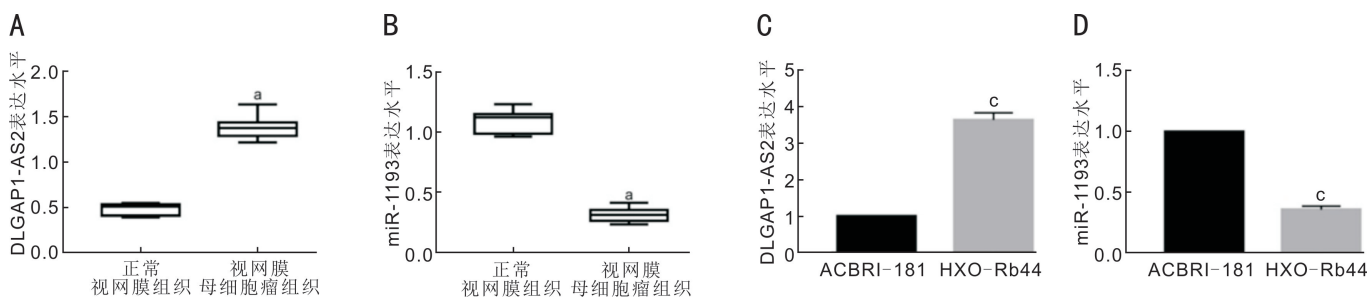 A
DLGAP1-AS2表达水平
2.0
1.5
1.0
0.5
0.0
a
正常
视网膜组织
视网膜
母细胞瘤组织
B
miR-1193表达水平
1.5
1.0
0.5
0.0
a
正常
视网膜组织
视网膜
母细胞瘤组织
C
DLGAP1-AS2表达水平
5
4
3
2
1
0
c
ACBRI-181
HXO-Rb44
D
miR-1193表达水平
1.5
1.0
0.5
0.0
c
ACBRI-181
HXO-Rb44